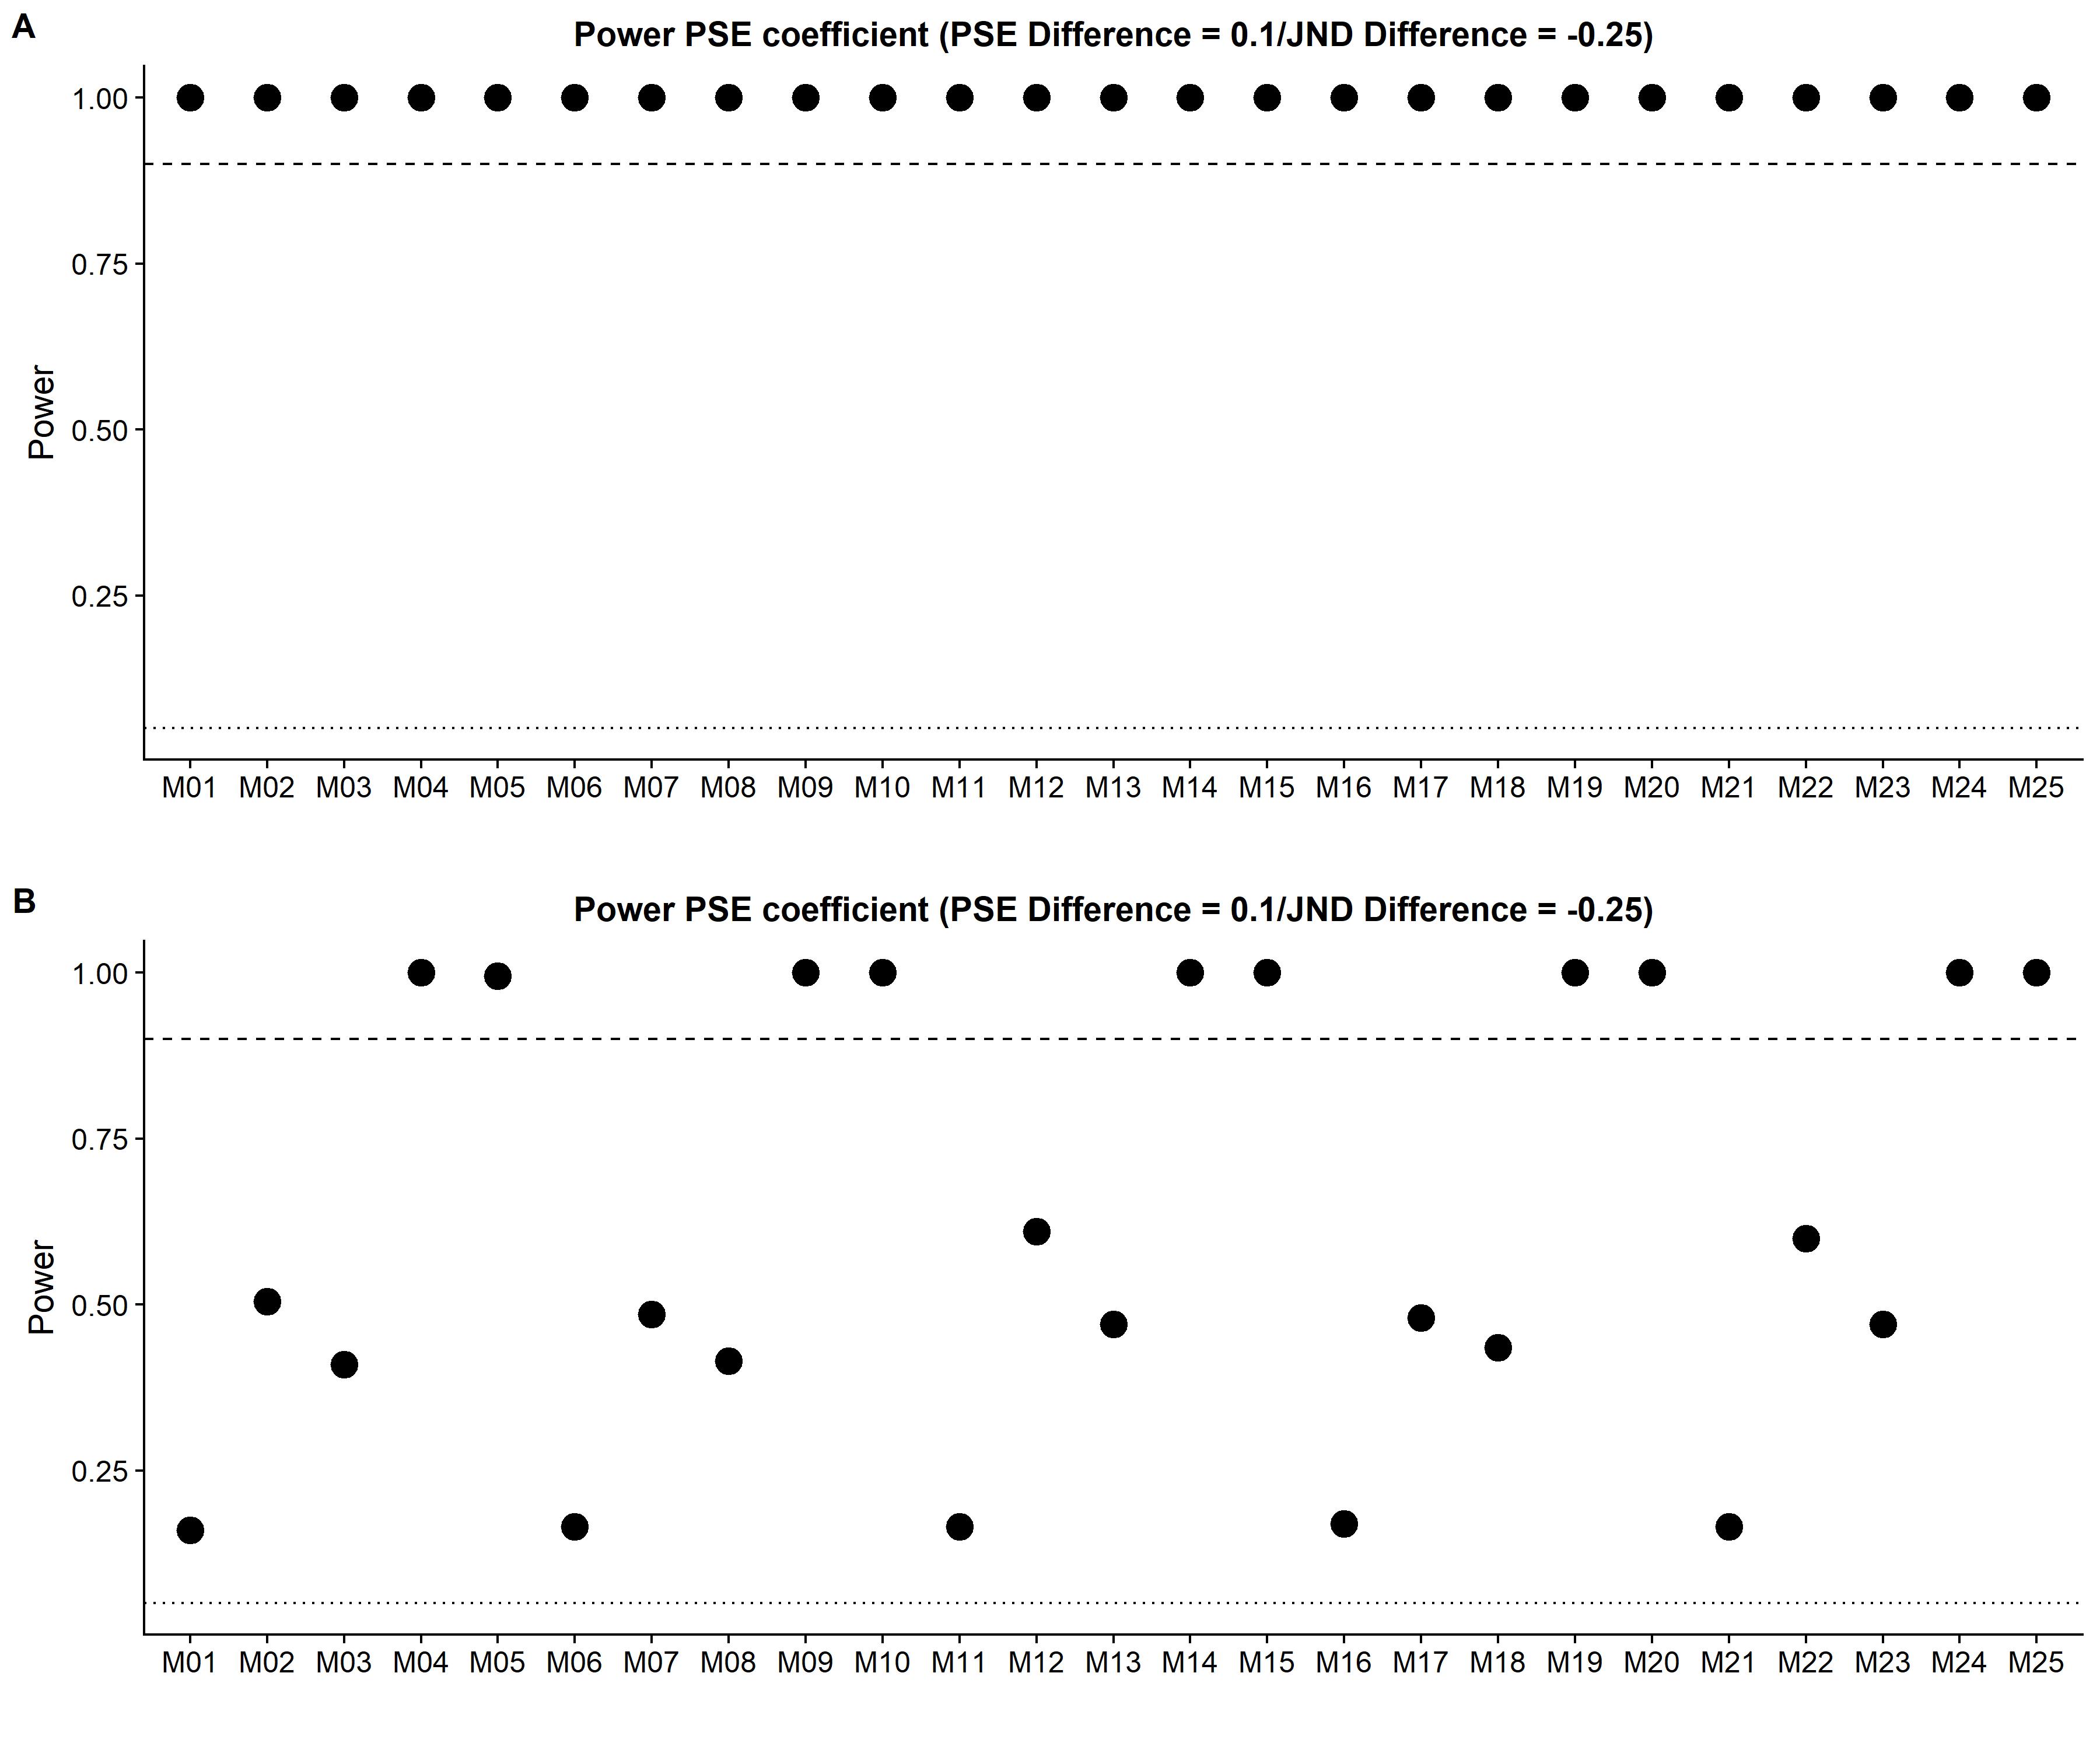 A
Power PSE coefficient (PSE Difference = 0.1/JND Difference = -0.25)
1.00
0.75
0.50
0.25
Power
M01 M02 M03 M04 M05 M06 M07 M08 M09 M10 M11 M12 M13 M14 M15 M16 M17 M18 M19 M20 M21 M22 M23 M24 M25
B
Power PSE coefficient (PSE Difference = 0.1/JND Difference = -0.25)
1.00
0.75
0.50
0.25
Power
M01 M02 M03 M04 M05 M06 M07 M08 M09 M10 M11 M12 M13 M14 M15 M16 M17 M18 M19 M20 M21 M22 M23 M24 M25